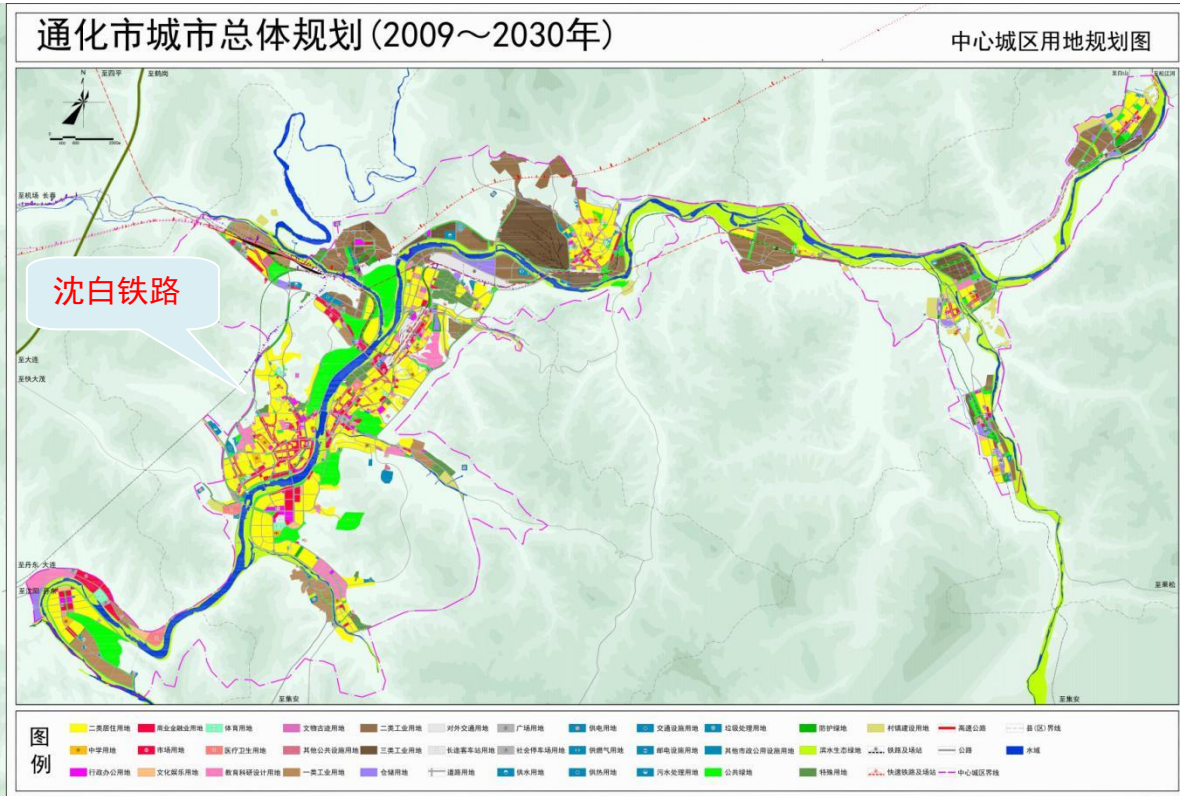 通化市城市总体规划(2009～2030年)
中心城区用地规划图
N
至四平
至鹤岗
至白山
至松江河
至机场 长春
沈白铁路
至大连
至快大茂
至丹东 大连
至果松
至集安
至集安
图例
二类居住用地 商业金融业用地 体育用地 文物古迹用地 二类工业用地 对外交通用地 广场用地 供电用地 交通设施用地 垃圾处理用地 防护绿地 村镇建设用地 高速公路 县(区)界线
中学用地 市场用地 医疗卫生用地 其他公共设施用地 三类工业用地 长途客车站用地 社会停车场用地 供燃气用地 邮电设施用地 其他市政公用设施用地 滨水生态绿地 铁路及场站 公路 水域
行政办公用地 文化娱乐用地 教育科研设计用地 一类工业用地 仓储用地 道路用地 供水用地 供热用地 污水处理用地 公共绿地 特殊用地 快速铁路及场站 中心城区界线